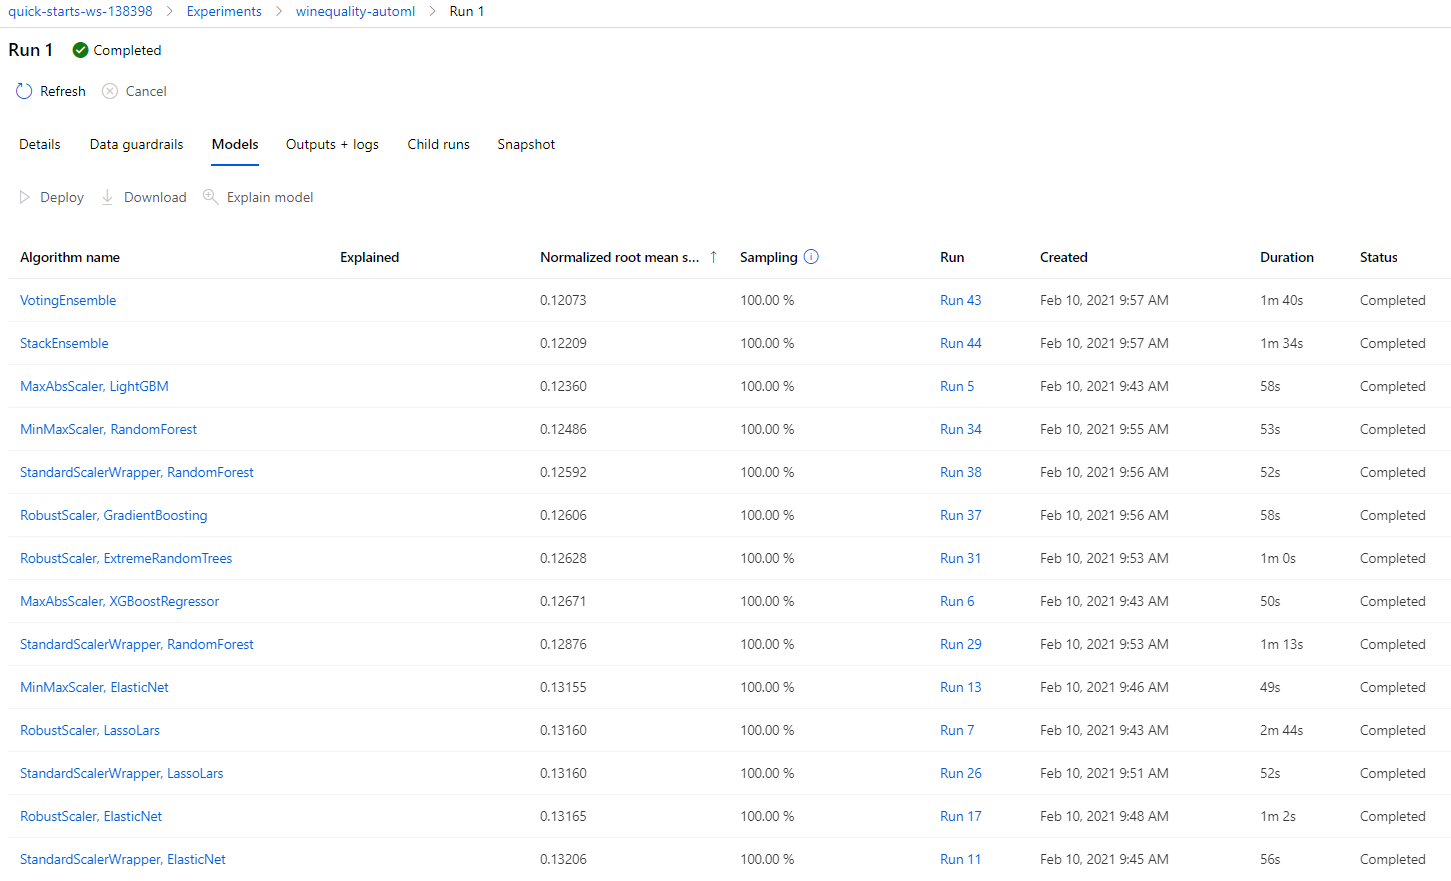 quick-starts-ws-138398 > Experiments > winequality-automl > Run 1
Run 1 Completed
Refresh Cancel
Details Data guardrails Models Outputs + logs Child runs Snapshot
Deploy Download Explain model
Algorithm name Explained Normalized root mean s... ↑ Sampling Run Created Duration Status
VotingEnsemble 0.12073 100.00 % Run 43 Feb 10, 2021 9:57 AM 1m 40s Completed
StackEnsemble 0.12209 100.00 % Run 44 Feb 10, 2021 9:57 AM 1m 34s Completed
MaxAbsScaler, LightGBM 0.12360 100.00 % Run 5 Feb 10, 2021 9:43 AM 58s Completed
MinMaxScaler, RandomForest 0.12486 100.00 % Run 34 Feb 10, 2021 9:55 AM 53s Completed
StandardScalerWrapper, RandomForest 0.12592 100.00 % Run 38 Feb 10, 2021 9:56 AM 52s Completed
RobustScaler, GradientBoosting 0.12606 100.00 % Run 37 Feb 10, 2021 9:56 AM 58s Completed
RobustScaler, ExtremeRandomTrees 0.12628 100.00 % Run 31 Feb 10, 2021 9:53 AM 1m 0s Completed
MaxAbsScaler, XGBoostRegressor 0.12671 100.00 % Run 6 Feb 10, 2021 9:43 AM 50s Completed
StandardScalerWrapper, RandomForest 0.12876 100.00 % Run 29 Feb 10, 2021 9:53 AM 1m 13s Completed
MinMaxScaler, ElasticNet 0.13155 100.00 % Run 13 Feb 10, 2021 9:46 AM 49s Completed
RobustScaler, LassoLars 0.13160 100.00 % Run 7 Feb 10, 2021 9:43 AM 2m 44s Completed
StandardScalerWrapper, LassoLars 0.13160 100.00 % Run 26 Feb 10, 2021 9:51 AM 52s Completed
RobustScaler, ElasticNet 0.13165 100.00 % Run 17 Feb 10, 2021 9:48 AM 1m 2s Completed
StandardScalerWrapper, ElasticNet 0.13206 100.00 % Run 11 Feb 10, 2021 9:45 AM 56s Completed